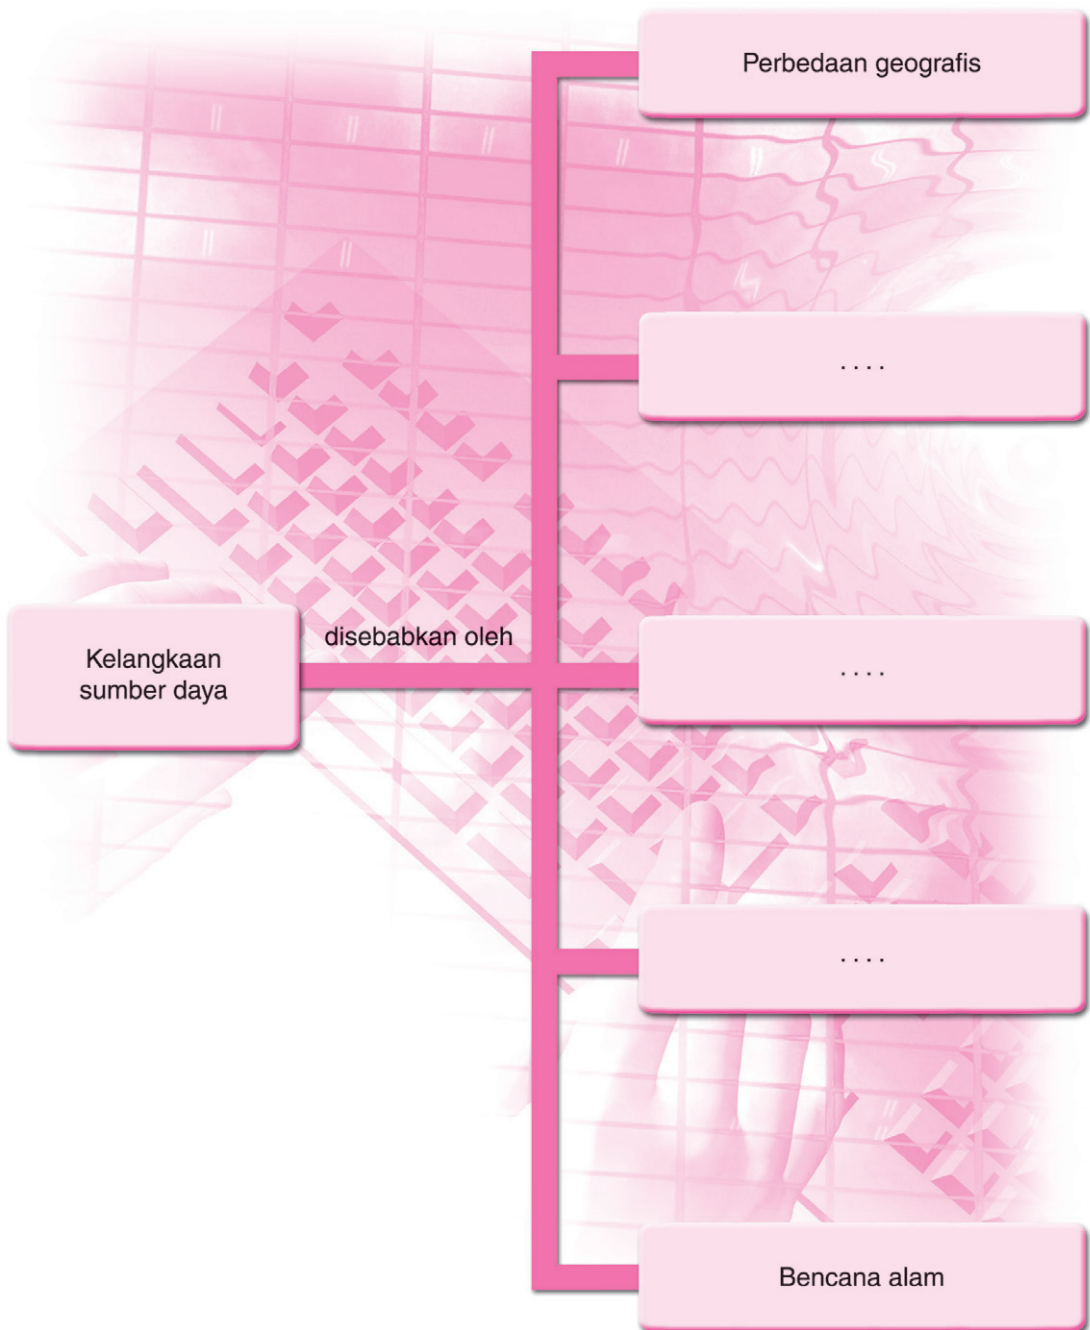 Perbedaan geografis
. . . .
. . . .
Kelangkaan
sumber daya
disebabkan oleh
. . . .
Bencana alam